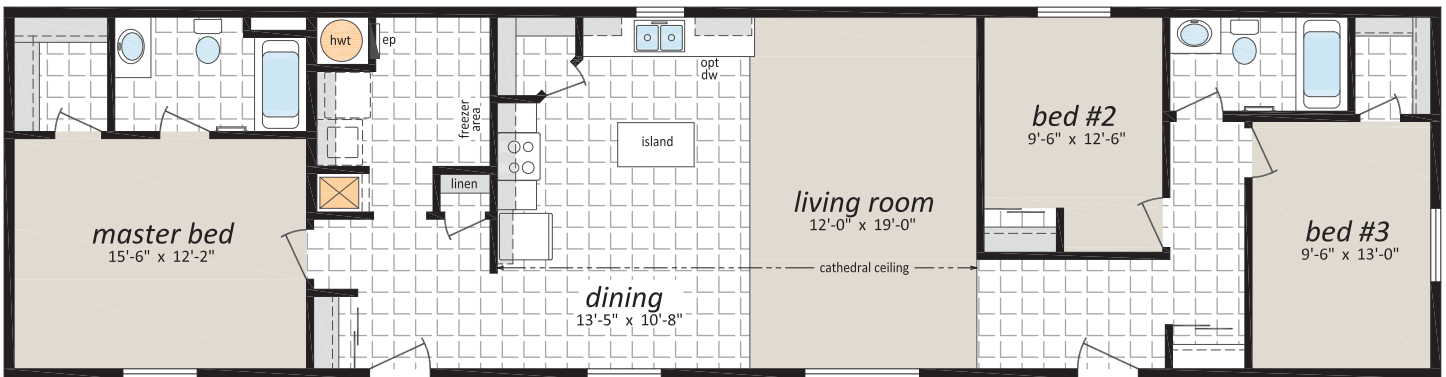 hwt
ep
freezer
area
linen
opt
dw
island
master bed
15'-6" x 12'-2"
living room
12'-0" x 19'-0"
cathedral ceiling
dining
13'-5" x 10'-8"
bed #2
9'-6" x 12'-6"
bed #3
9'-6" x 13'-0"